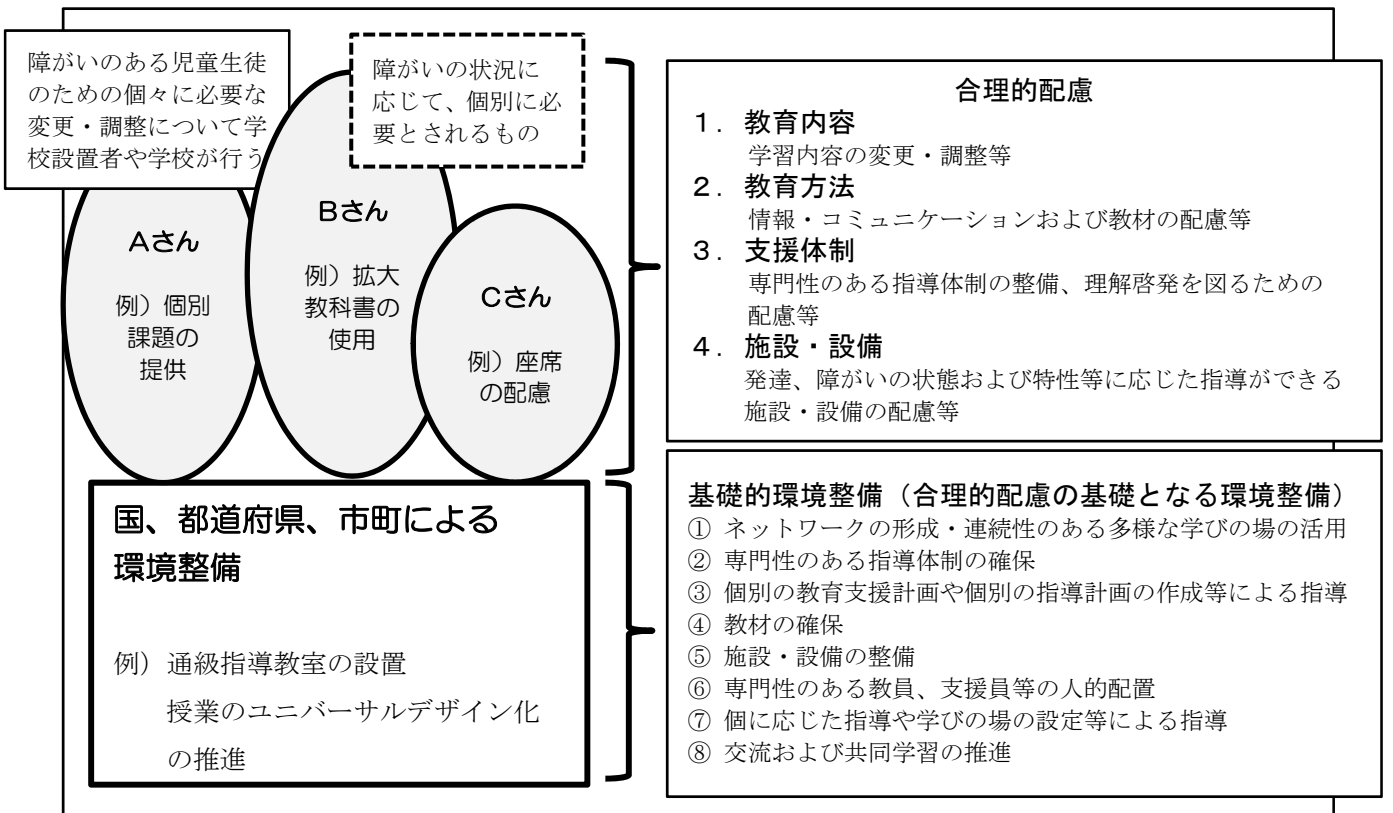 障がいのある児童生徒
のための個々に必要な
変更・調整について学
校設置者や学校が行う
障がいの状況に
応じて、個別に必
要とされるもの
Aさん
例）個別
課題の
提供
Bさん
例）拡大
教科書の
使用
Cさん
例）座席
の配慮
合理的配慮
１．教育内容
学習内容の変更・調整等
２．教育方法
情報・コミュニケーションおよび教材の配慮等
３．支援体制
専門性のある指導体制の整備、理解啓発を図るための
配慮等
４．施設・設備
発達、障がいの状態および特性等に応じた指導ができる
施設・設備の配慮等
国、都道府県、市町による
環境整備
例）通級指導教室の設置
授業のユニバーサルデザイン化
の推進
基礎的環境整備（合理的配慮の基礎となる環境整備）
① ネットワークの形成・連続性のある多様な学びの場の活用
② 専門性のある指導体制の確保
③ 個別の教育支援計画や個別の指導計画の作成等による指導
④ 教材の確保
⑤ 施設・設備の整備
⑥ 専門性のある教員、支援員等の人的配置
⑦ 個に応じた指導や学びの場の設定等による指導
⑧ 交流および共同学習の推進